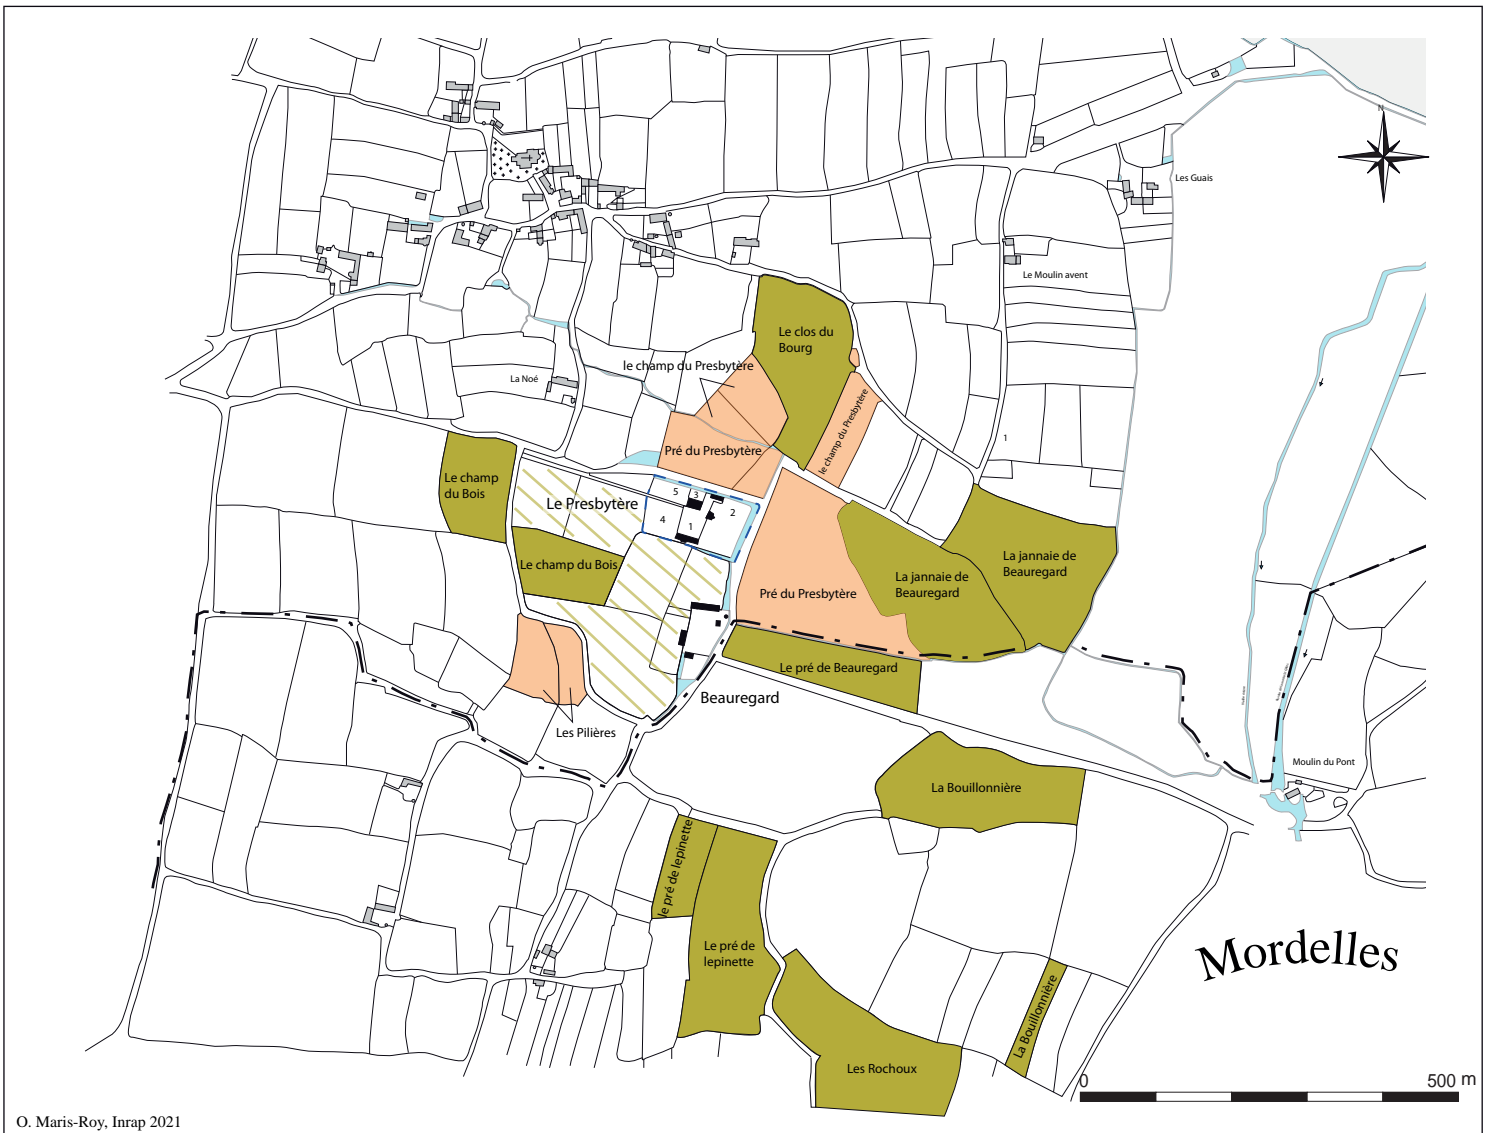 N
Les Guais
Le Moulin avent
Le clos du
Bourg
le champ du Presbytère
La Noé
le champ du Presbytère
1
Pré du Presbytère
Le champ
du Bois
Le Presbytère
5
3
2
4
1
Le champ du Bois
La jannaie de
Beauregard
La jannaie de
Beauregard
Pré du Presbytère
Le pré de Beauregard
Beauregard
Les Pilières
Moulin du Pont
La Bouillonnière
le pré de lepinette
Le pré de
lepinette
Mordelles
La Bouillonnière
Les Rochoux
0
500 m
O. Maris-Roy, Inrap 2021